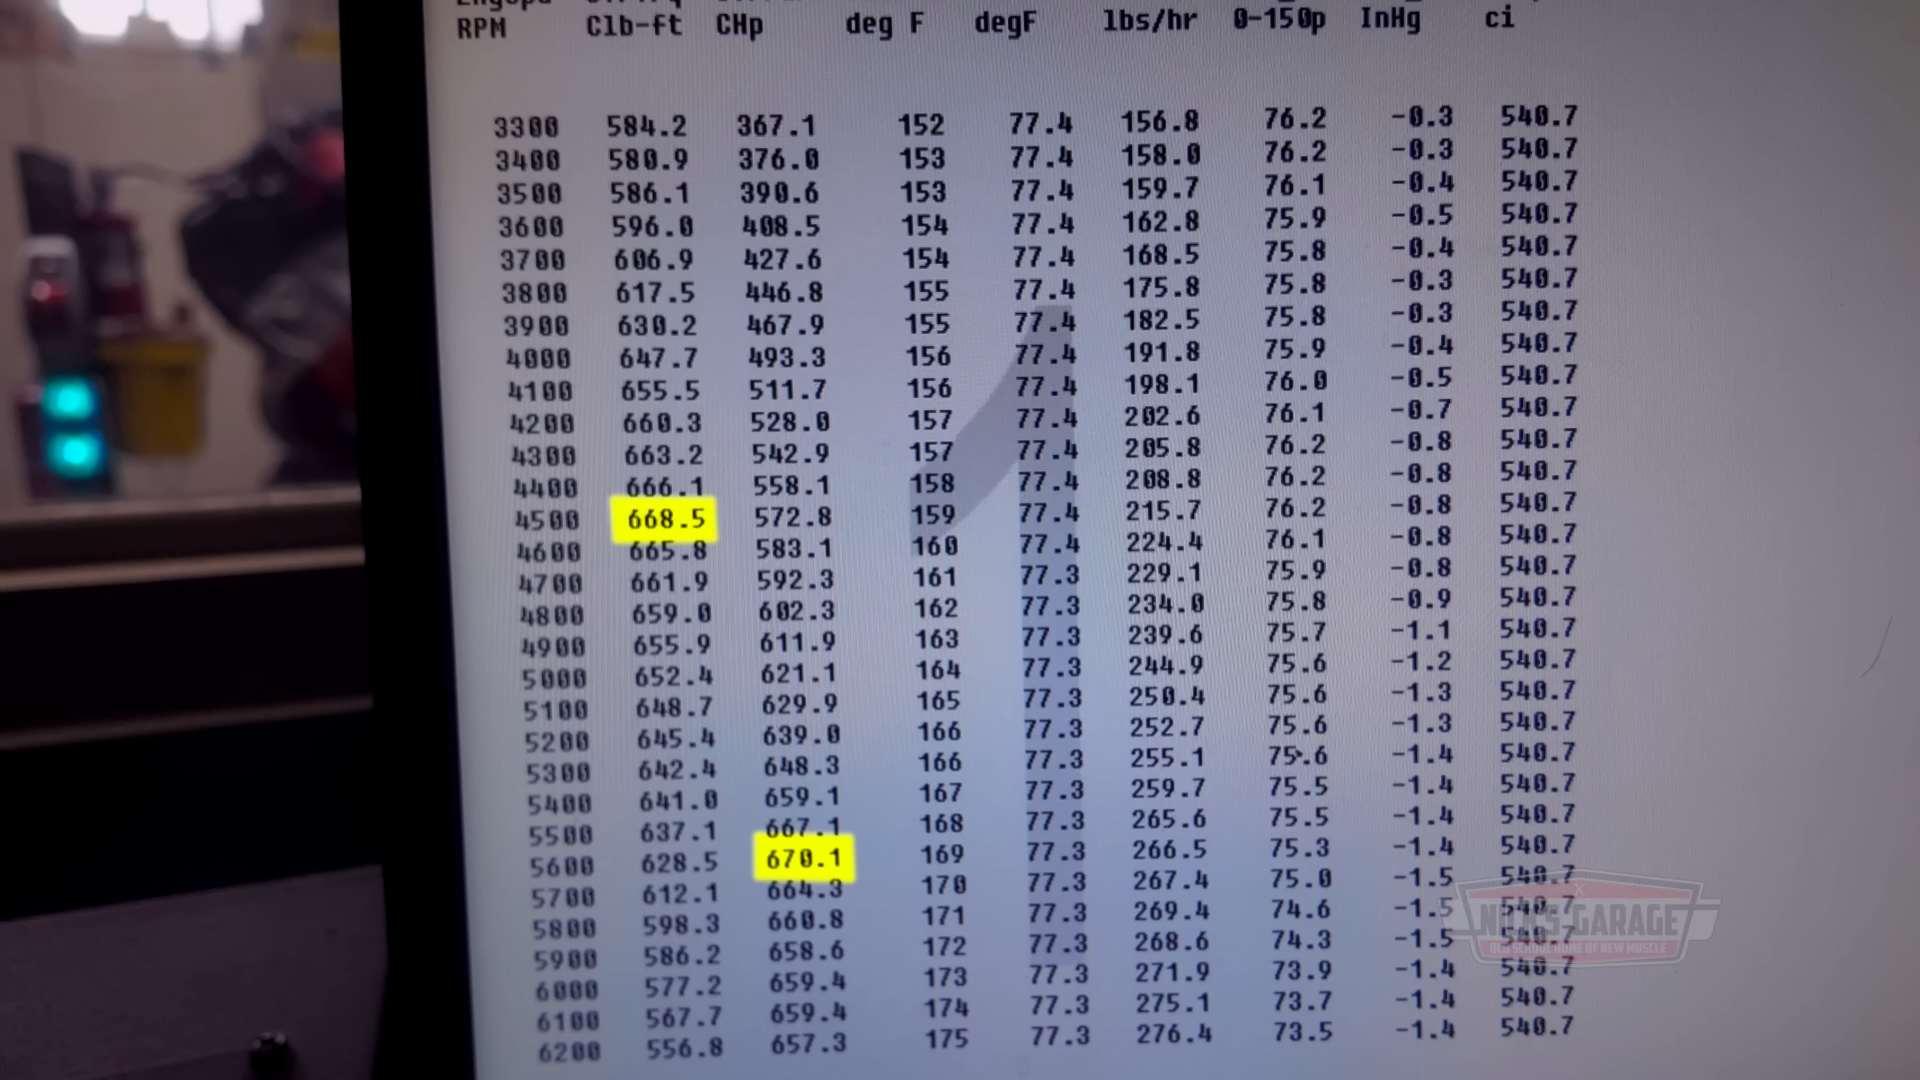 RPM Clb-ft CHp deg F degF lbs/hr 0-150p InHg ci
3300 584.2 367.1 152 77.4 156.8 76.2 -0.3 540.7
3400 580.9 376.0 153 77.4 158.0 76.2 -0.3 540.7
3500 586.1 390.6 153 77.4 159.7 76.1 -0.4 540.7
3600 596.0 408.5 154 77.4 162.8 75.9 -0.5 540.7
3700 606.9 427.6 154 77.4 168.5 75.8 -0.4 540.7
3800 617.5 446.8 155 77.4 175.8 75.8 -0.3 540.7
3900 630.2 467.9 155 77.4 182.5 75.8 -0.3 540.7
4000 647.7 493.3 156 77.4 191.8 75.9 -0.4 540.7
4100 655.5 511.7 156 77.4 198.1 76.0 -0.5 540.7
4200 660.3 528.0 157 77.4 202.6 76.1 -0.7 540.7
4300 663.2 542.9 157 77.4 205.8 76.2 -0.8 540.7
4400 666.1 558.1 158 77.4 208.8 76.2 -0.8 540.7
4500 668.5 572.8 159 77.4 215.7 76.2 -0.8 540.7
4600 665.8 583.1 160 77.4 224.4 76.1 -0.8 540.7
4700 661.9 592.3 161 77.3 229.1 75.9 -0.8 540.7
4800 659.0 602.3 162 77.3 234.0 75.8 -0.9 540.7
4900 655.9 611.9 163 77.3 239.6 75.7 -1.1 540.7
5000 652.4 621.1 164 77.3 244.9 75.6 -1.2 540.7
5100 648.7 629.9 165 77.3 250.4 75.6 -1.3 540.7
5200 645.4 639.0 166 77.3 252.7 75.6 -1.3 540.7
5300 642.4 648.3 166 77.3 255.1 75.6 -1.4 540.7
5400 641.0 659.1 167 77.3 259.7 75.5 -1.4 540.7
5500 637.1 667.1 168 77.3 265.6 75.5 -1.4 540.7
5600 628.5 670.1 169 77.3 266.5 75.3 -1.4 540.7
5700 612.1 664.3 170 77.3 267.4 75.0 -1.5 540.7
5800 598.3 660.8 171 77.3 269.4 74.6 -1.5 540.7
5900 586.2 658.6 172 77.3 268.6 74.3 -1.5 540.7
6000 577.2 659.4 173 77.3 271.9 73.9 -1.4 540.7
6100 567.7 659.4 174 77.3 275.1 73.7 -1.4 540.7
6200 556.8 657.3 175 77.3 276.4 73.5 -1.4 540.7
NICK'S GARAGE
OLD SCHOOL HOME OF NEW MUSCLE